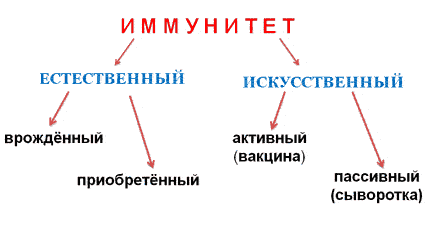 ИММУНИТЕТ
ЕСТЕСТВЕННЫЙ
ИСКУССТВЕННЫЙ
врождённый
приобретённый
активный
(вакцина)
пассивный
(сыворотка)